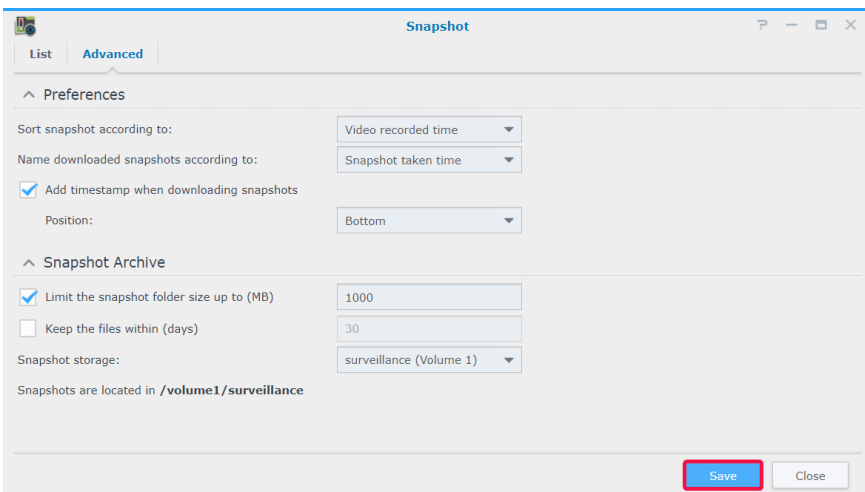 Snapshot
List Advanced
Preferences
Sort snapshot according to: Video recorded time
Name downloaded snapshots according to: Snapshot taken time
Add timestamp when downloading snapshots
Position: Bottom
Snapshot Archive
Limit the snapshot folder size up to (MB) 1000
Keep the files within (days) 30
Snapshot storage: surveillance (Volume 1)
Snapshots are located in /volume1/surveillance
Save Close